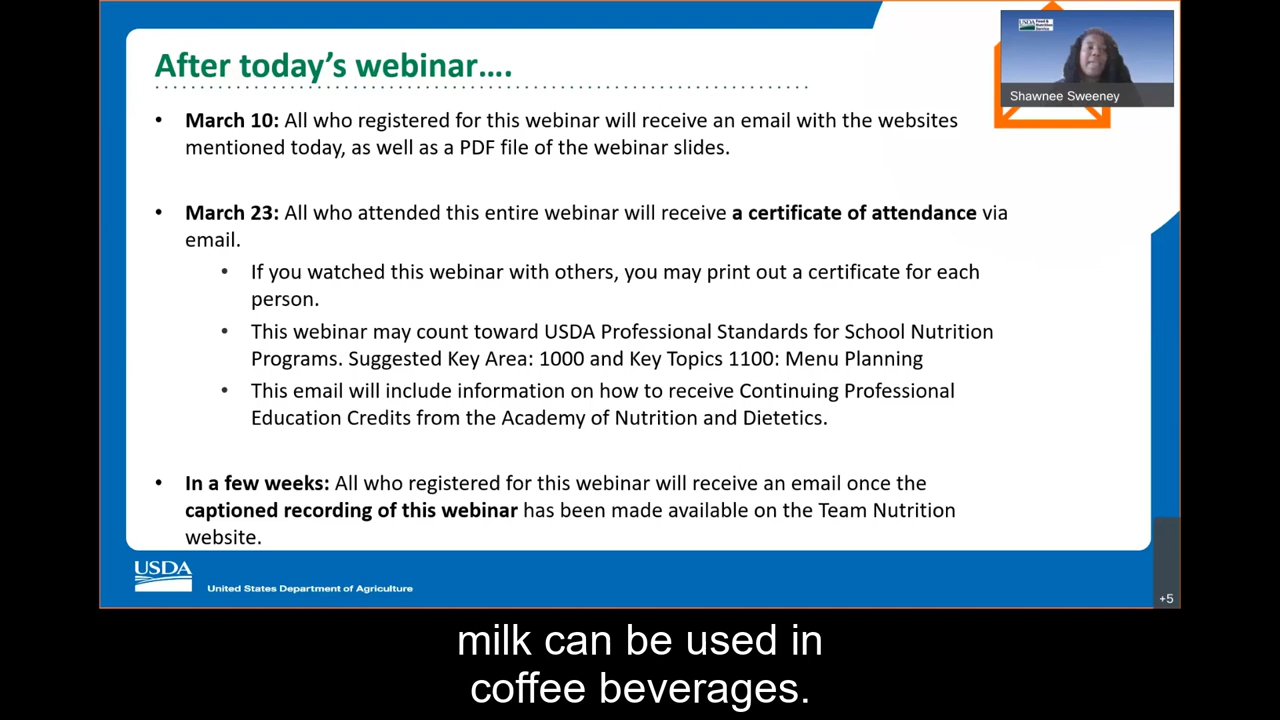 After today's webinar....
USDA Food & Nutrition Service
Shawnee Sweeney
• March 10: All who registered for this webinar will receive an email with the websites
mentioned today, as well as a PDF file of the webinar slides.
• March 23: All who attended this entire webinar will receive a certificate of attendance via
email.
• If you watched this webinar with others, you may print out a certificate for each
person.
• This webinar may count toward USDA Professional Standards for School Nutrition
Programs. Suggested Key Area: 1000 and Key Topics 1100: Menu Planning
• This email will include information on how to receive Continuing Professional
Education Credits from the Academy of Nutrition and Dietetics.
• In a few weeks: All who registered for this webinar will receive an email once the
captioned recording of this webinar has been made available on the Team Nutrition
website.
USDA
United States Department of Agriculture
+5
milk can be used in
coffee beverages.